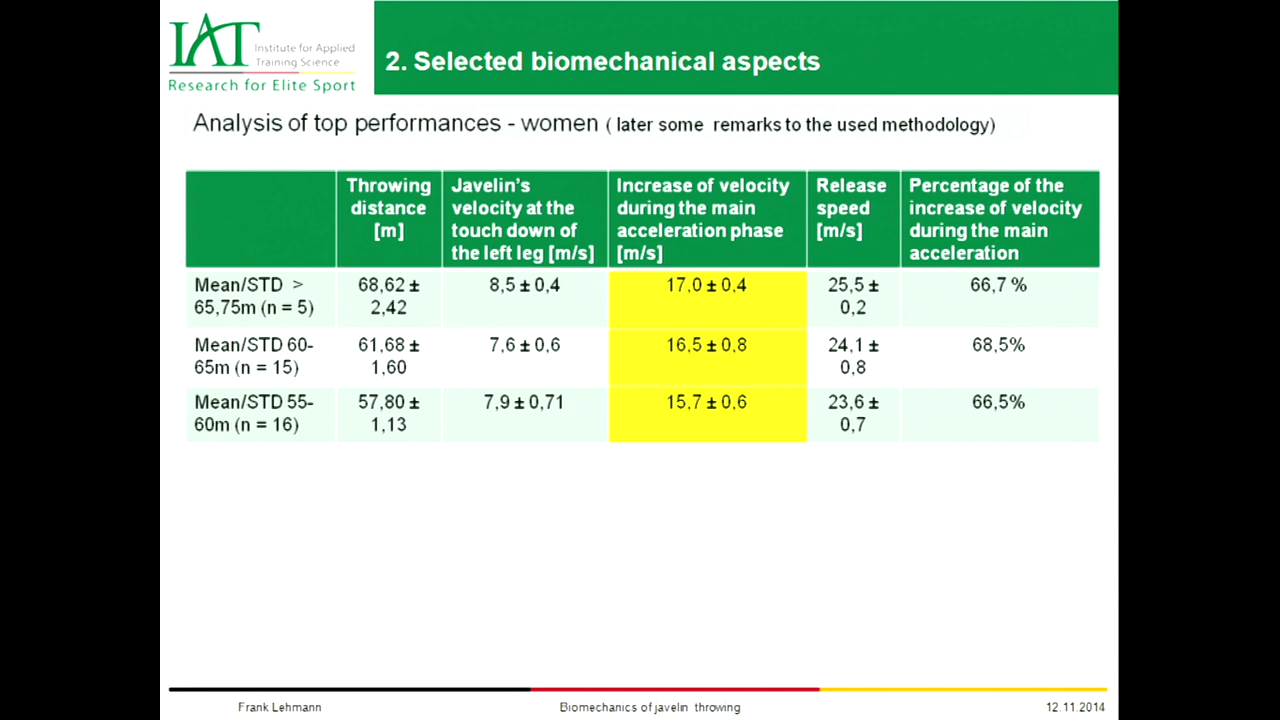 IAT
Institute for Applied
Training Science
Research for Elite Sport
2. Selected biomechanical aspects
Analysis of top performances - women ( later some remarks to the used methodology)
Throwing distance [m]
Javelin's velocity at the touch down of the left leg [m/s]
Increase of velocity during the main acceleration phase [m/s]
Release speed [m/s]
Percentage of the increase of velocity during the main acceleration
Mean/STD > 65,75m (n = 5)
68,62 ± 2,42
8,5 ± 0,4
17,0 ± 0,4
25,5 ± 0,2
66,7 %
Mean/STD 60-65m (n = 15)
61,68 ± 1,60
7,6 ± 0,6
16,5 ± 0,8
24,1 ± 0,8
68,5%
Mean/STD 55-60m (n = 16)
57,80 ± 1,13
7,9 ± 0,71
15,7 ± 0,6
23,6 ± 0,7
66,5%
Frank Lehmann
Biomechanics of javelin throwing
12.11.2014